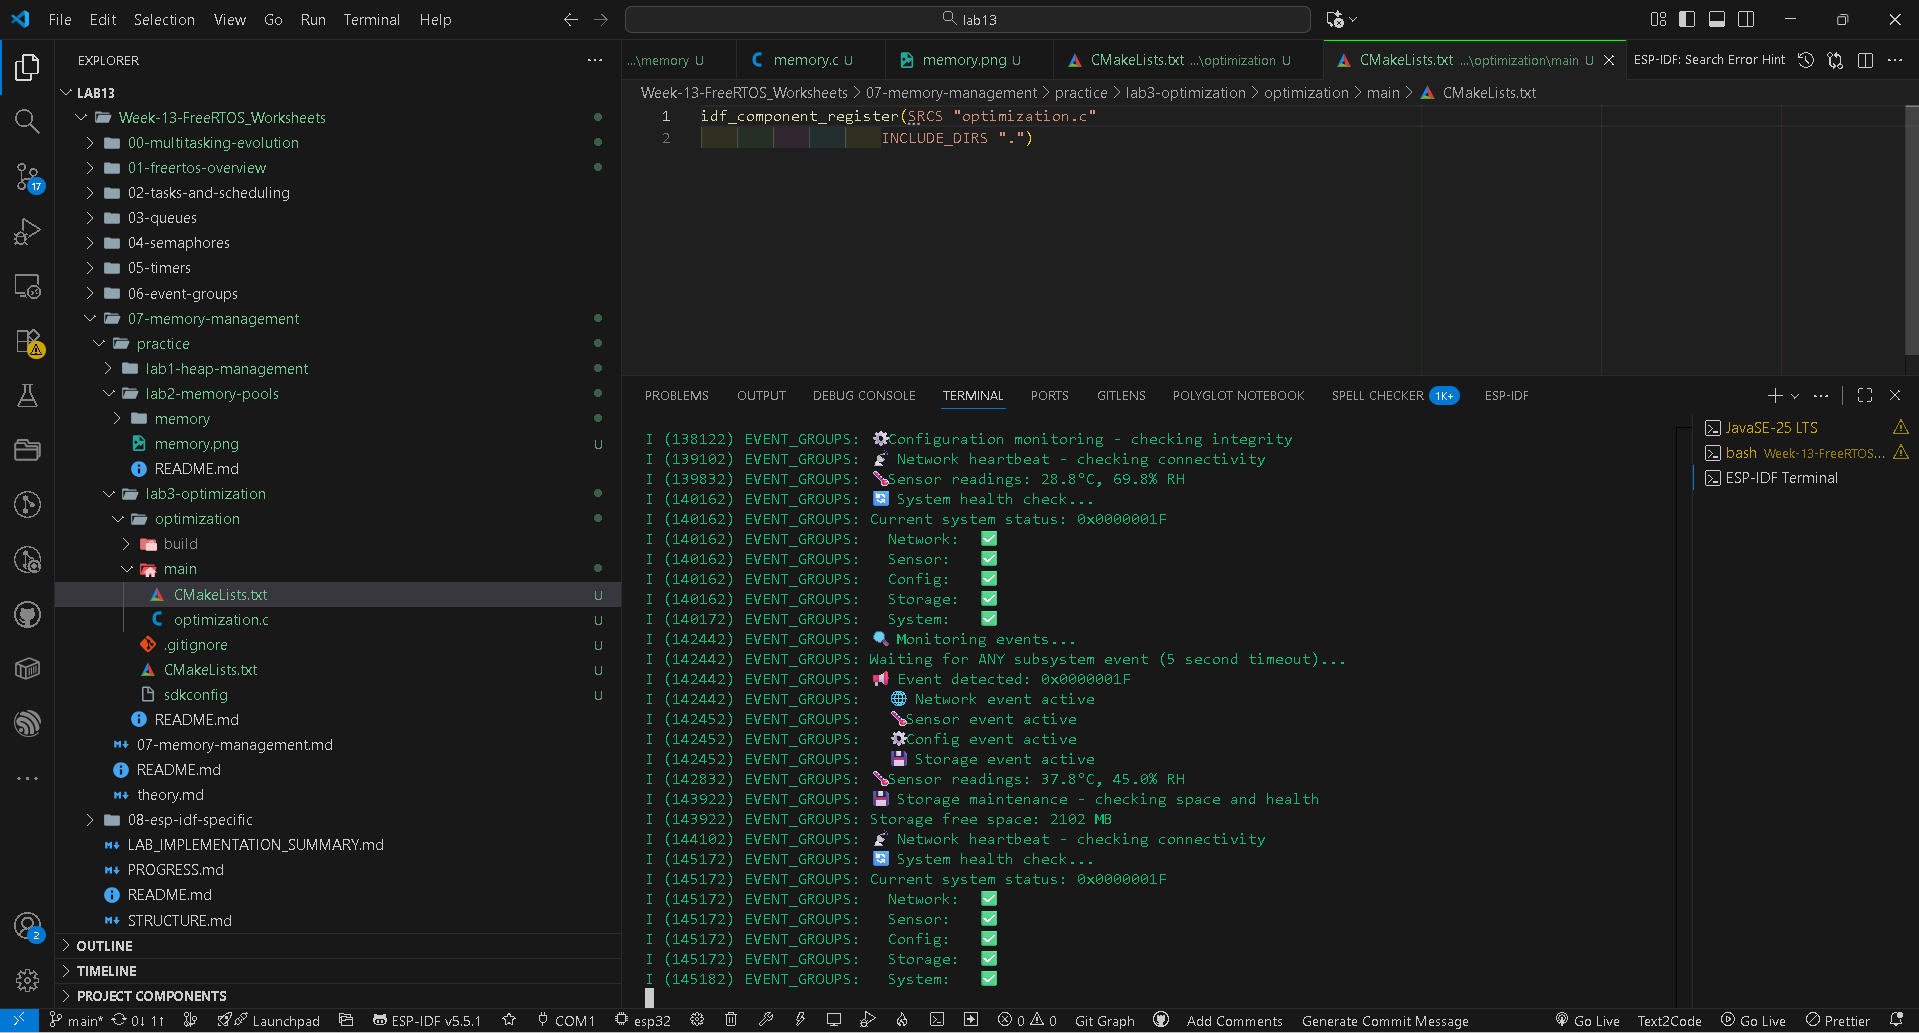 File Edit Selection View Go Run Terminal Help
lab13
EXPLORER
LAB13
Week-13-FreeRTOS_Worksheets
00-multitasking-evolution
01-freertos-overview
02-tasks-and-scheduling
03-queues
04-semaphores
05-timers
06-event-groups
07-memory-management
practice
lab1-heap-management
lab2-memory-pools
memory
memory.png U
README.md
lab3-optimization
optimization
build
main
CMakeLists.txt U
optimization.c U
.gitignore U
CMakeLists.txt U
sdkconfig U
README.md
07-memory-management.md
README.md
theory.md
08-esp-idf-specific
LAB_IMPLEMENTATION_SUMMARY.md
PROGRESS.md
README.md
STRUCTURE.md
OUTLINE
TIMELINE
PROJECT COMPONENTS
17
2
...\memory U
memory.c U
memory.png U
CMakeLists.txt ...\optimization U
CMakeLists.txt ...\optimization\main U
ESP-IDF: Search Error Hint
Week-13-FreeRTOS_Worksheets > 07-memory-management > practice > lab3-optimization > optimization > main > CMakeLists.txt
1 idf_component_register(SRCS "optimization.c"
2 INCLUDE_DIRS ".")
PROBLEMS OUTPUT DEBUG CONSOLE TERMINAL PORTS GITLENS POLYGLOT NOTEBOOK SPELL CHECKER 1K+ ESP-IDF
I (138122) EVENT_GROUPS: ⚙️Configuration monitoring - checking integrity
I (139102) EVENT_GROUPS: 📡 Network heartbeat - checking connectivity
I (139832) EVENT_GROUPS: 🌡️Sensor readings: 28.8°C, 69.8% RH
I (140162) EVENT_GROUPS: 🔄 System health check...
I (140162) EVENT_GROUPS: Current system status: 0x0000001F
I (140162) EVENT_GROUPS: Network: ✅
I (140162) EVENT_GROUPS: Sensor: ✅
I (140162) EVENT_GROUPS: Config: ✅
I (140162) EVENT_GROUPS: Storage: ✅
I (140172) EVENT_GROUPS: System: ✅
I (142442) EVENT_GROUPS: 🔍 Monitoring events...
I (142442) EVENT_GROUPS: Waiting for ANY subsystem event (5 second timeout)...
I (142442) EVENT_GROUPS: 📢 Event detected: 0x0000001F
I (142442) EVENT_GROUPS: 🌐 Network event active
I (142452) EVENT_GROUPS: 🌡️Sensor event active
I (142452) EVENT_GROUPS: ⚙️Config event active
I (142452) EVENT_GROUPS: 💾 Storage event active
I (142832) EVENT_GROUPS: 🌡️Sensor readings: 37.8°C, 45.0% RH
I (143922) EVENT_GROUPS: 💾 Storage maintenance - checking space and health
I (143922) EVENT_GROUPS: Storage free space: 2102 MB
I (144102) EVENT_GROUPS: 📡 Network heartbeat - checking connectivity
I (145172) EVENT_GROUPS: 🔄 System health check...
I (145172) EVENT_GROUPS: Current system status: 0x0000001F
I (145172) EVENT_GROUPS: Network: ✅
I (145172) EVENT_GROUPS: Sensor: ✅
I (145172) EVENT_GROUPS: Config: ✅
I (145172) EVENT_GROUPS: Storage: ✅
I (145182) EVENT_GROUPS: System: ✅
JavaSE-25 LTS
bash Week-13-FreeRTOS...
ESP-IDF Terminal
main* 0↓ 1↑ Launchpad ESP-IDF v5.5.1 COM1 esp32 0 0 Git Graph Add Comments Generate Commit Message Go Live Text2Code Go Live Prettier